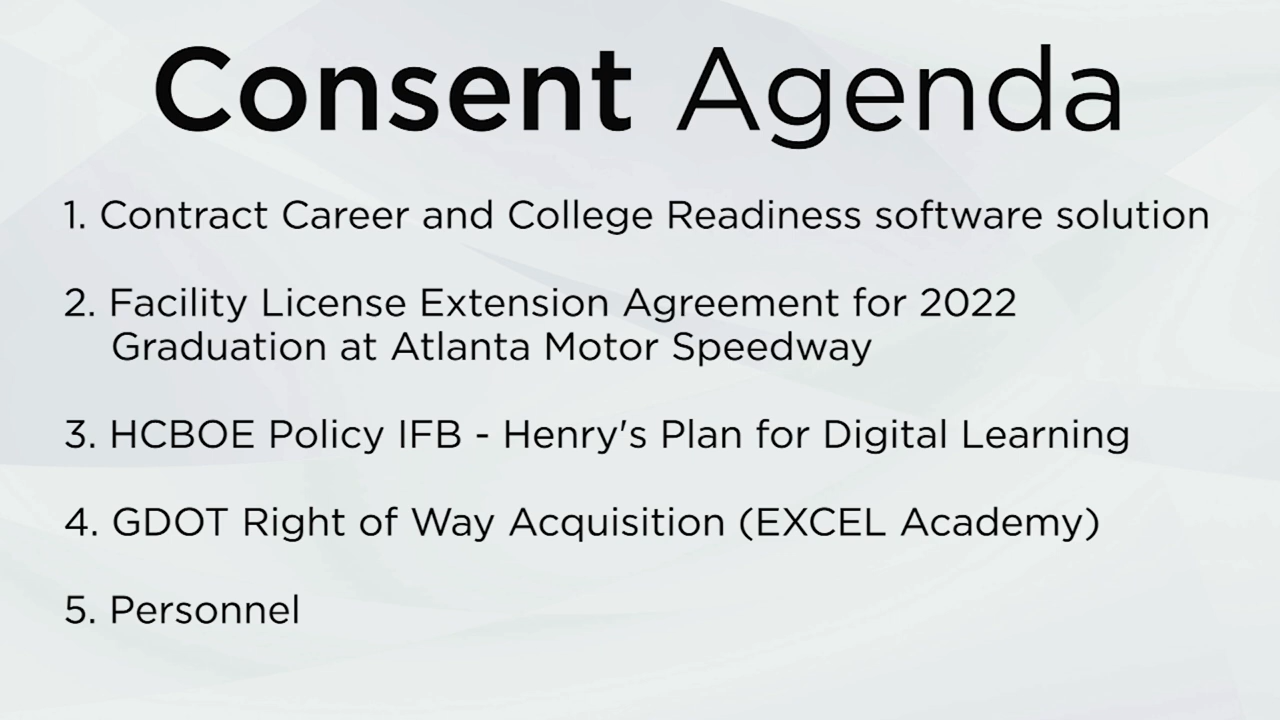 Consent Agenda
1. Contract Career and College Readiness software solution
2. Facility License Extension Agreement for 2022
Graduation at Atlanta Motor Speedway
3. HCBOE Policy IFB - Henry's Plan for Digital Learning
4. GDOT Right of Way Acquisition (EXCEL Academy)
5. Personnel